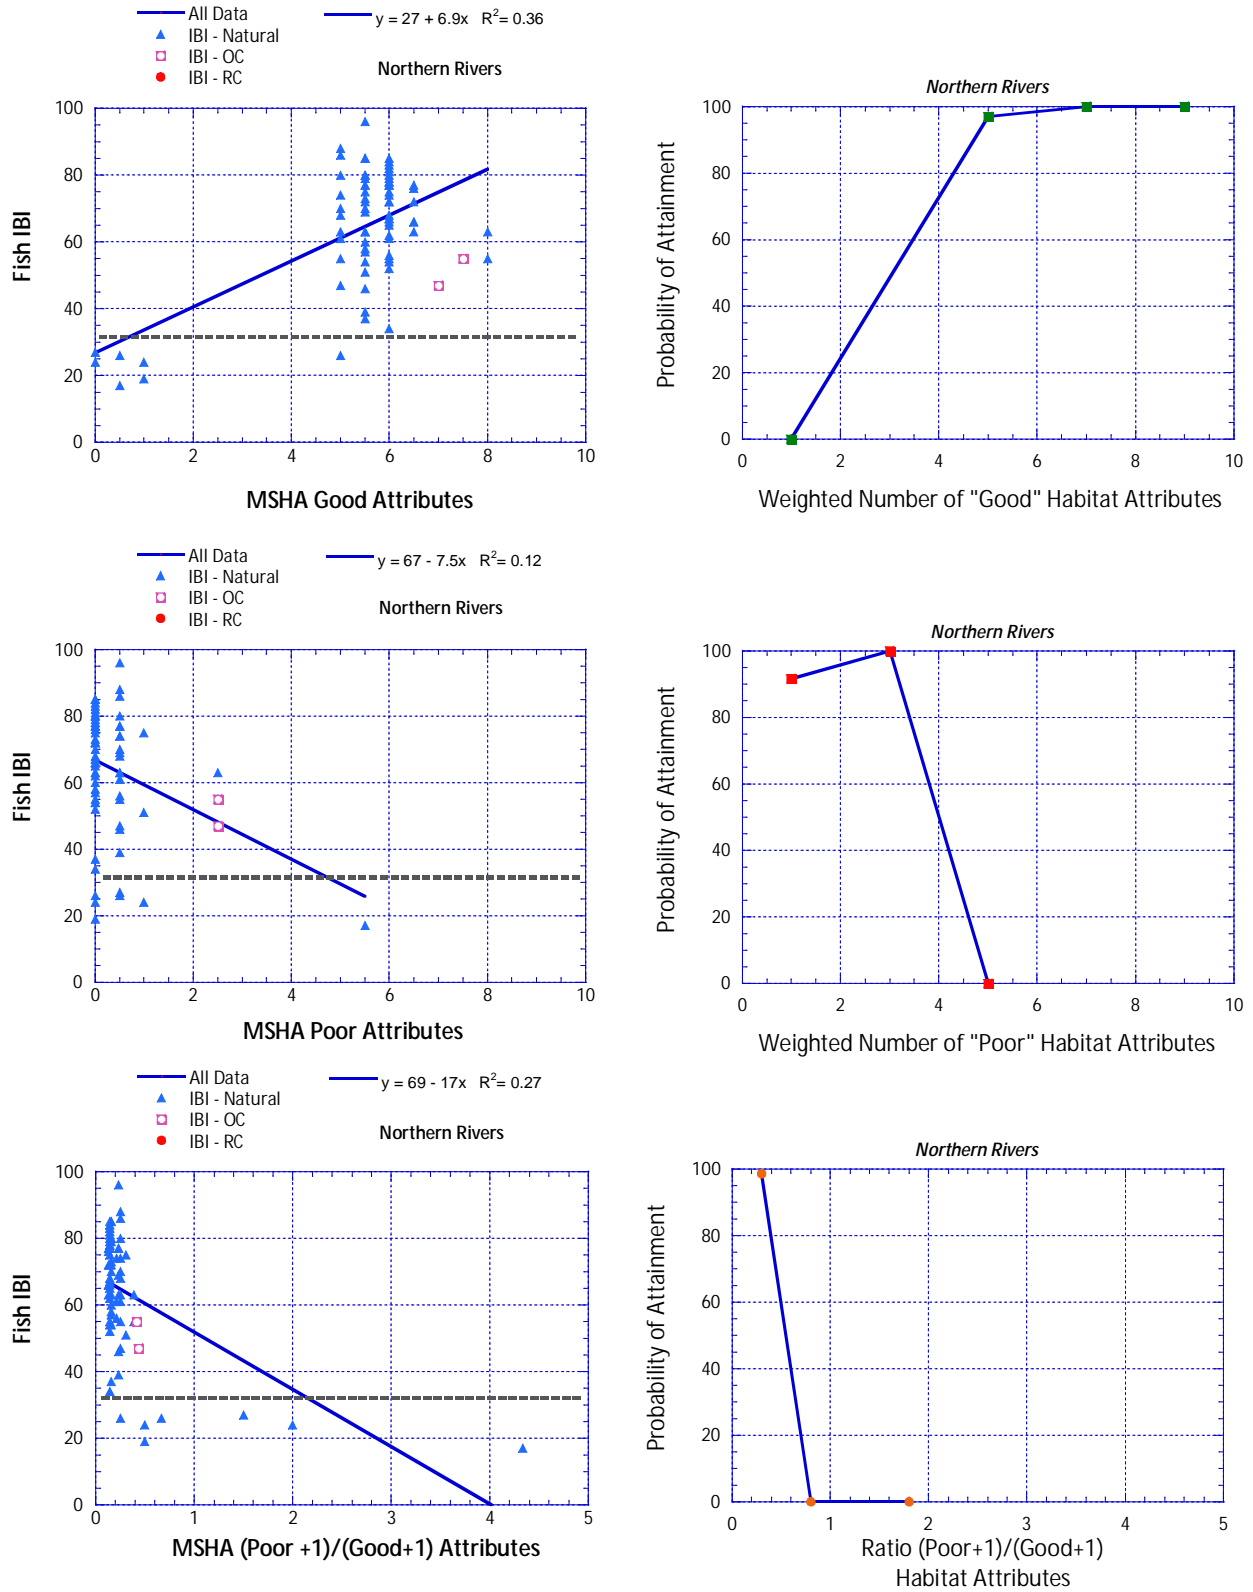 All Data
IBI - Natural
IBI - OC
IBI - RC
y = 27 + 6.9x R²= 0.36
Northern Rivers
100
80
60
40
20
0
0 2 4 6 8 10
Fish IBI
MSHA Good Attributes
Northern Rivers
100
80
60
40
20
0
0 2 4 6 8 10
Probability of Attainment
Weighted Number of "Good" Habitat Attributes
All Data
IBI - Natural
IBI - OC
IBI - RC
y = 67 - 7.5x R²= 0.12
Northern Rivers
100
80
60
40
20
0
0 2 4 6 8 10
Fish IBI
MSHA Poor Attributes
Northern Rivers
100
80
60
40
20
0
0 2 4 6 8 10
Probability of Attainment
Weighted Number of "Poor" Habitat Attributes
All Data
IBI - Natural
IBI - OC
IBI - RC
y = 69 - 17x R²= 0.27
Northern Rivers
100
80
60
40
20
0
0 1 2 3 4 5
Fish IBI
MSHA (Poor +1)/(Good+1) Attributes
Northern Rivers
100
80
60
40
20
0
0 1 2 3 4 5
Probability of Attainment
Ratio (Poor+1)/(Good+1)
Habitat Attributes